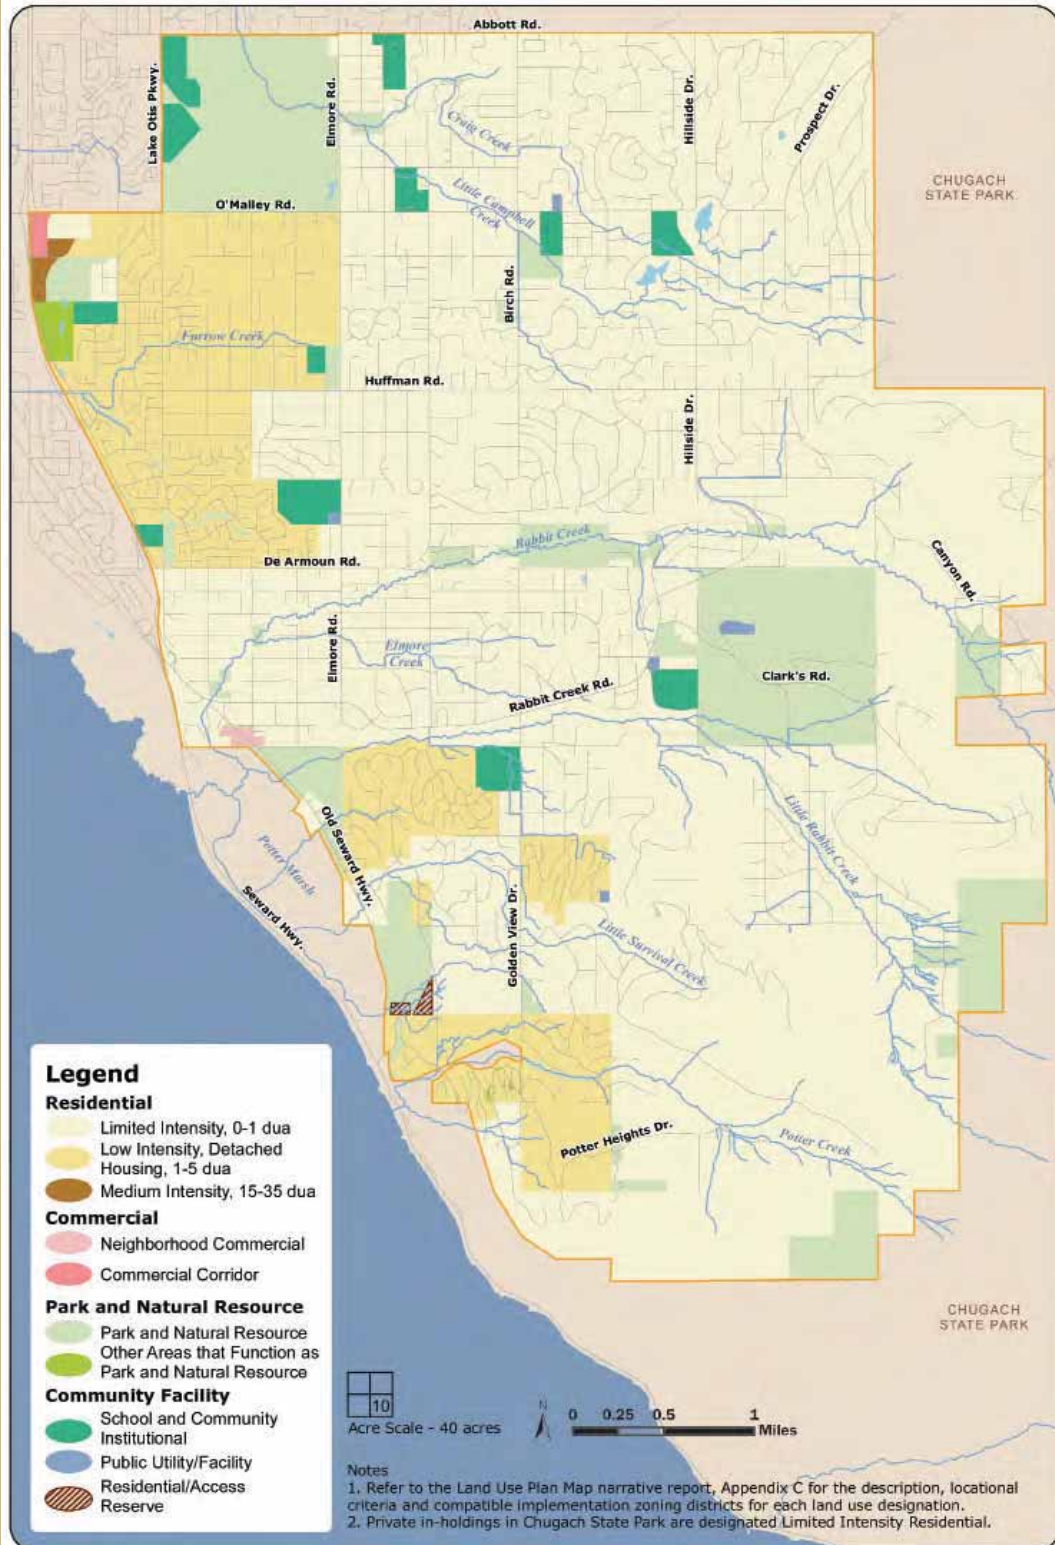 Abbott Rd.
Lake Otis Pkwy.
Elmore Rd.
Hillside Dr.
Prospect Dr.
Craig Creek
CHUGACH
STATE PARK
Little Campbell
Creek
O'Malley Rd.
Birch Rd.
Furrow Creek
Huffman Rd.
Hillside Dr.
Rabbit Creek
De Armoun Rd.
Canyon Rd.
Elmore Rd.
Elmore
Creek
Rabbit Creek Rd.
Clark's Rd.
Old Seward Hwy.
Potter Marsh
Seward Hwy.
Little Rabbit Creek
Golden View Dr.
Little Survival Creek
Potter Heights Dr.
Potter Creek
CHUGACH
STATE PARK
Legend
Residential
Limited Intensity, 0-1 dua
Low Intensity, Detached
Housing, 1-5 dua
Medium Intensity, 15-35 dua
Commercial
Neighborhood Commercial
Commercial Corridor
Park and Natural Resource
Park and Natural Resource
Other Areas that Function as
Park and Natural Resource
Community Facility
School and Community
Institutional
Public Utility/Facility
Residential/Access
Reserve
10
Acre Scale - 40 acres
N
0 0.25 0.5 1
Miles
Notes
1. Refer to the Land Use Plan Map narrative report, Appendix C for the description, locational
criteria and compatible implementation zoning districts for each land use designation.
2. Private in-holdings in Chugach State Park are designated Limited Intensity Residential.